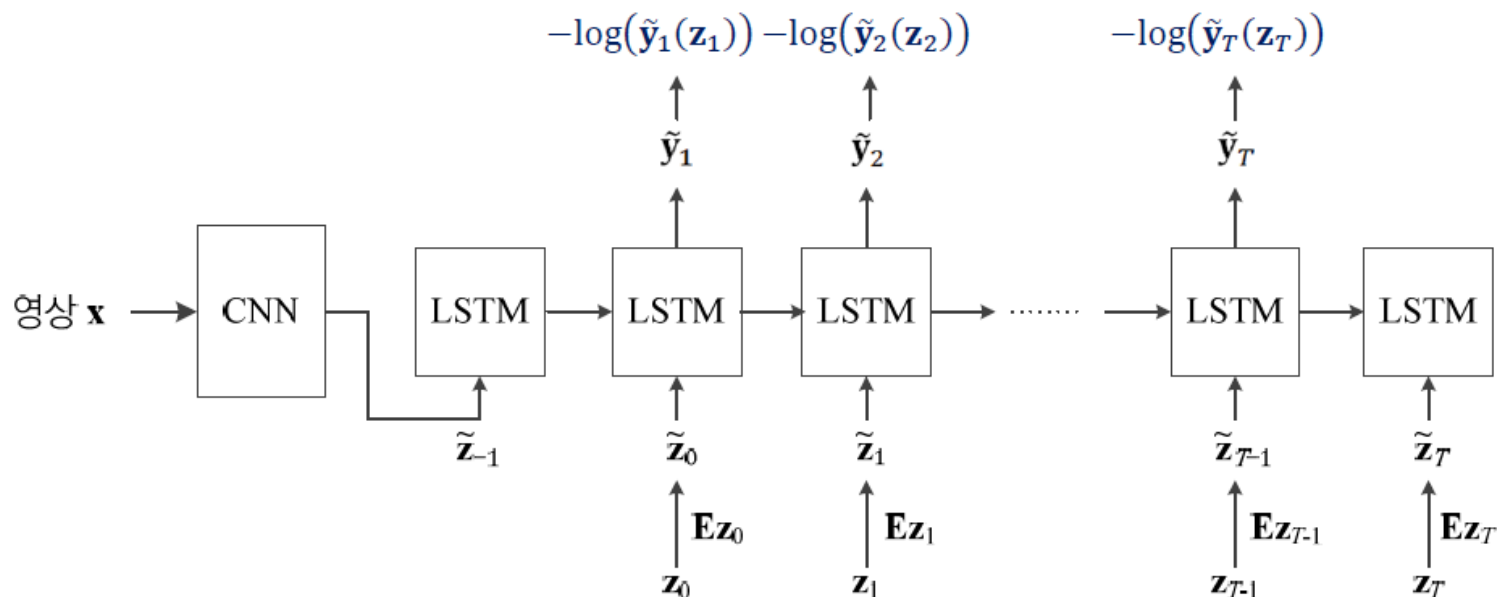 −log(ỹ₁(z₁)) −log(ỹ₂(z₂)) −log(ỹ_T(z_T))
ỹ₁ ỹ₂ ỹ_T
영상 x CNN LSTM LSTM LSTM ........ LSTM LSTM
z̃₋₁ z̃₀ z̃₁ z̃_T-1 z̃_T
Ez₀ Ez₁ Ez_T-1 Ez_T
z₀ z₁ z_T-1 z_T